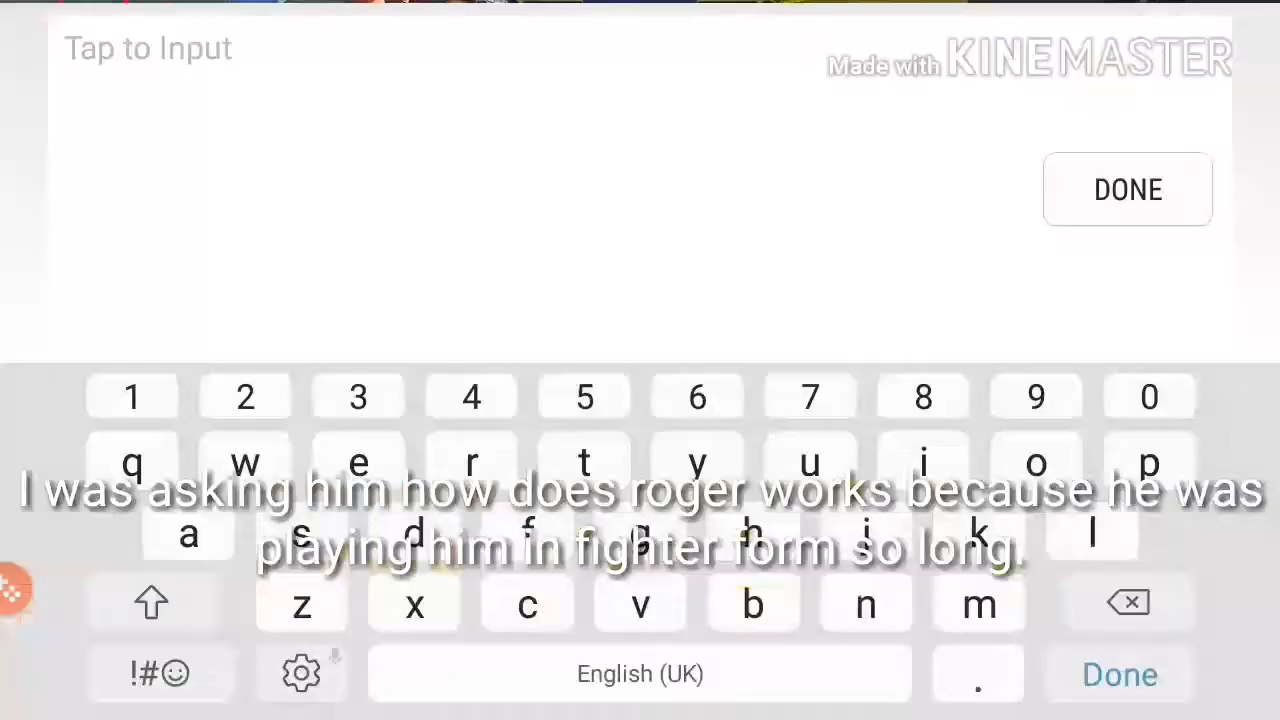 Tap to Input
Made with KINEMASTER
DONE
1 2 3 4 5 6 7 8 9 0
q w e r t y u i o p
I was asking him how does roger works because he was
a s d f g h j k l
playing him in fighter form so long.
z x c v b n m
!#☺ English (UK) . Done